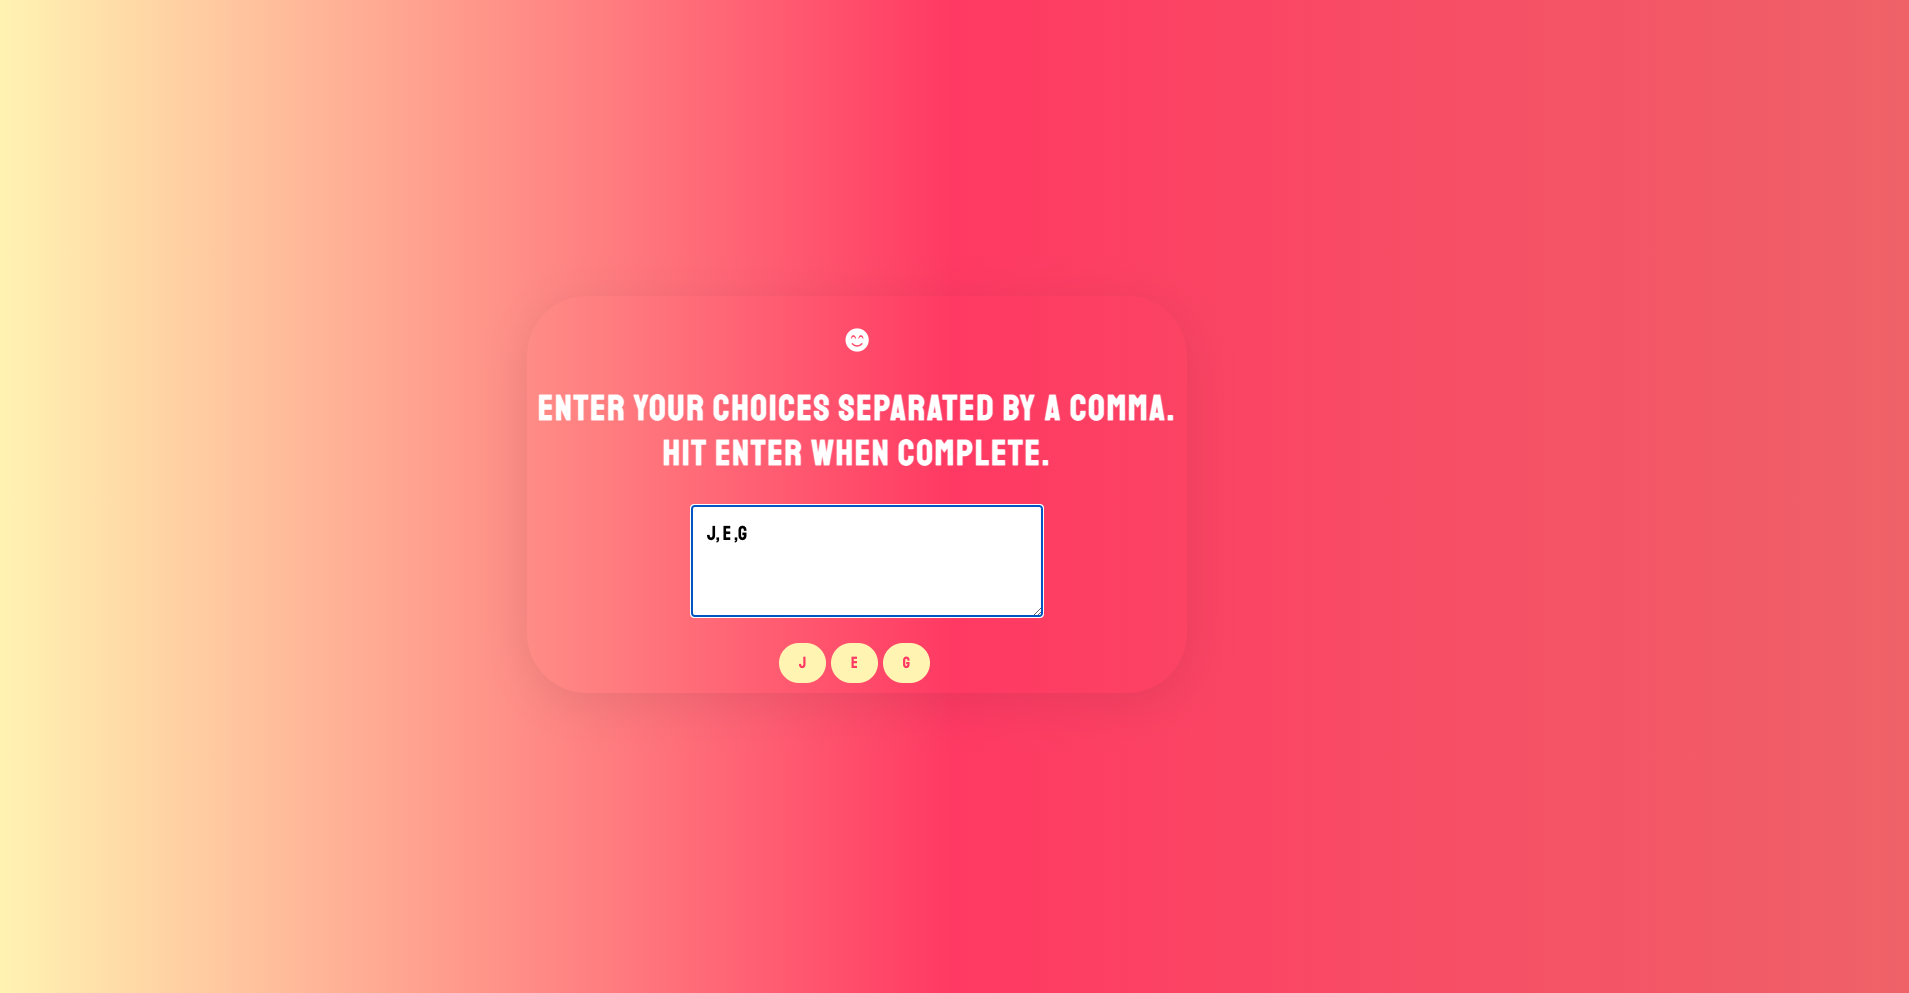 ENTER YOUR CHOICES SEPARATED BY A COMMA.
HIT ENTER WHEN COMPLETE.
J, E ,G
J E G